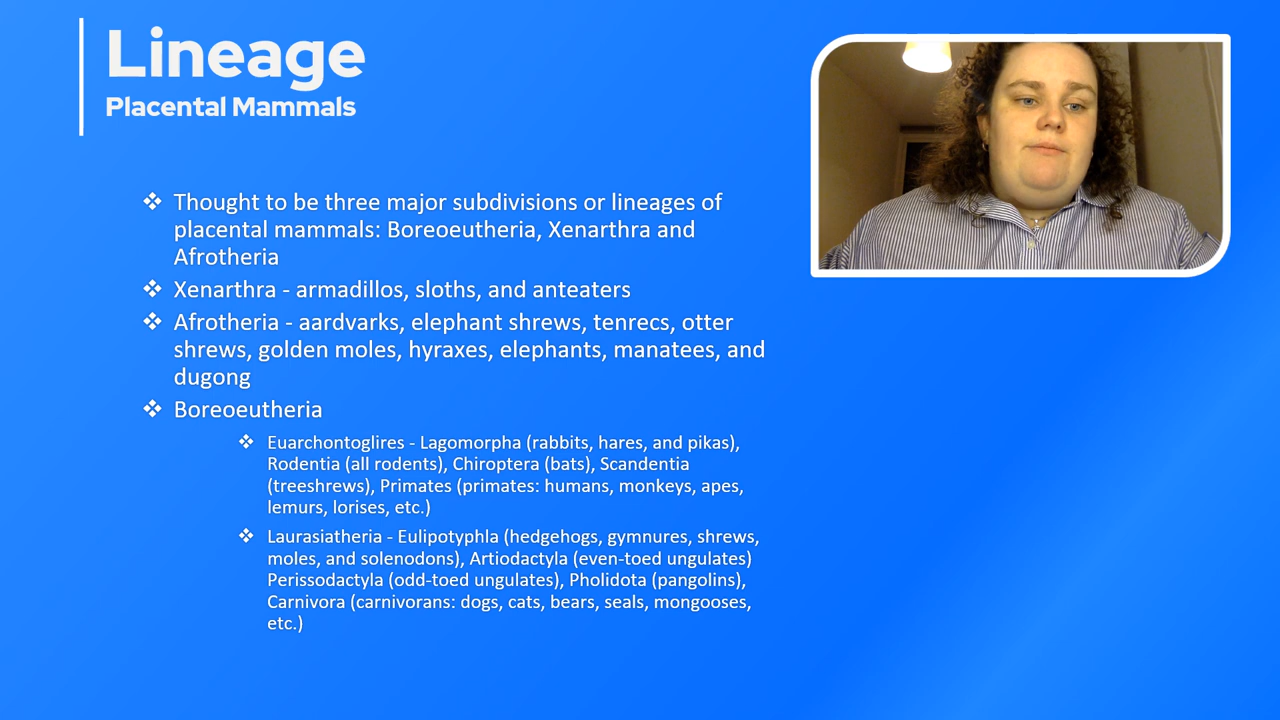 Lineage
Placental Mammals
❖ Thought to be three major subdivisions or lineages of
placental mammals: Boreoeutheria, Xenarthra and
Afrotheria
❖ Xenarthra - armadillos, sloths, and anteaters
❖ Afrotheria - aardvarks, elephant shrews, tenrecs, otter
shrews, golden moles, hyraxes, elephants, manatees, and
dugong
❖ Boreoeutheria
❖ Euarchontoglires - Lagomorpha (rabbits, hares, and pikas),
Rodentia (all rodents), Chiroptera (bats), Scandentia
(treeshrews), Primates (primates: humans, monkeys, apes,
lemurs, lorises, etc.)
❖ Laurasiatheria - Eulipotyphla (hedgehogs, gymnures, shrews,
moles, and solenodons), Artiodactyla (even-toed ungulates)
Perissodactyla (odd-toed ungulates), Pholidota (pangolins),
Carnivora (carnivorans: dogs, cats, bears, seals, mongooses,
etc.)